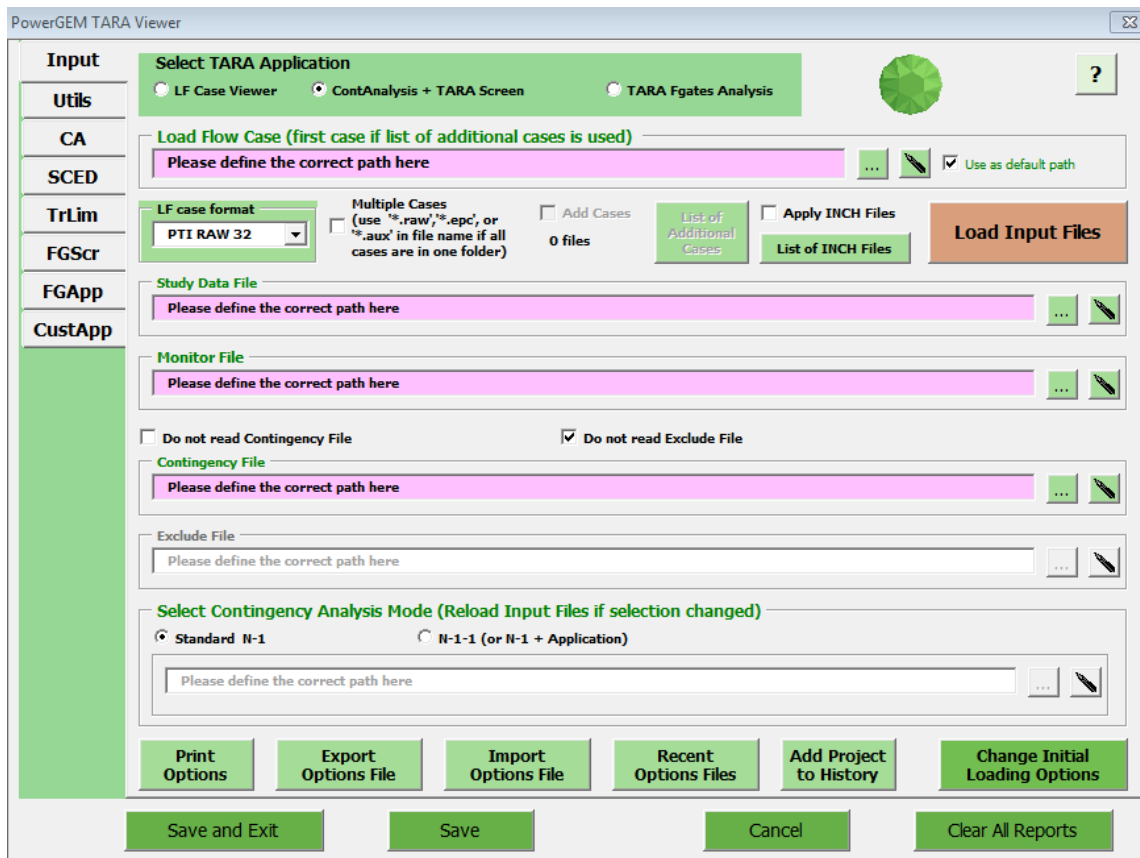 PowerGEM TARA Viewer
Input
Utils
CA
SCED
TrLim
FGScr
FGApp
CustApp
Select TARA Application
LF Case Viewer
ContAnalysis + TARA Screen
TARA Fgates Analysis
?
Load Flow Case (first case if list of additional cases is used)
Please define the correct path here
...
Use as default path
LF case format
PTI RAW 32
Multiple Cases
(use '*.raw','*.epc', or
'*.aux' in file name if all
cases are in one folder)
Add Cases
0 files
List of
Additional
Cases
Apply INCH Files
List of INCH Files
Load Input Files
Study Data File
Please define the correct path here
...
Monitor File
Please define the correct path here
...
Do not read Contingency File
Do not read Exclude File
Contingency File
Please define the correct path here
...
Exclude File
Please define the correct path here
...
Select Contingency Analysis Mode (Reload Input Files if selection changed)
Standard N-1
N-1-1 (or N-1 + Application)
Please define the correct path here
...
Print
Options
Export
Options File
Import
Options File
Recent
Options Files
Add Project
to History
Change Initial
Loading Options
Save and Exit
Save
Cancel
Clear All Reports